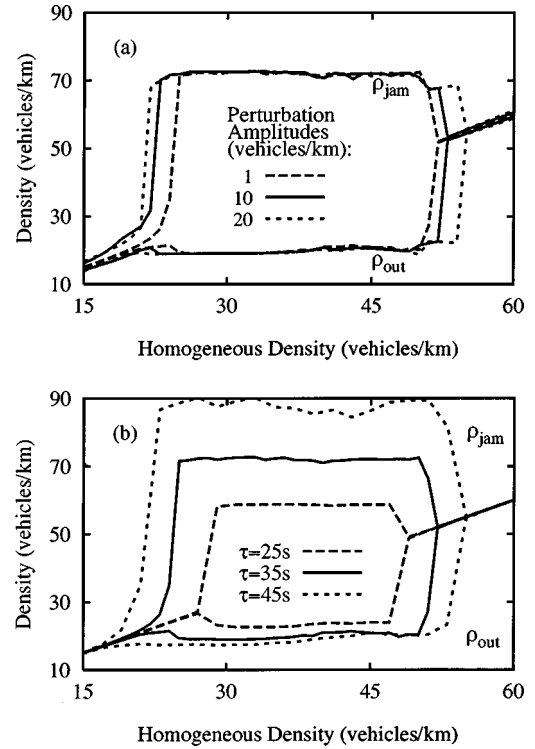 90
70
50
30
10
Density (vehicles/km)
(a)
ρjam
Perturbation
Amplitudes
(vehicles/km):
1
10
20
ρout
15
30
45
60
Homogeneous Density (vehicles/km)
90
70
50
30
10
Density (vehicles/km)
(b)
ρjam
τ=25s
τ=35s
τ=45s
ρout
15
30
45
60
Homogeneous Density (vehicles/km)